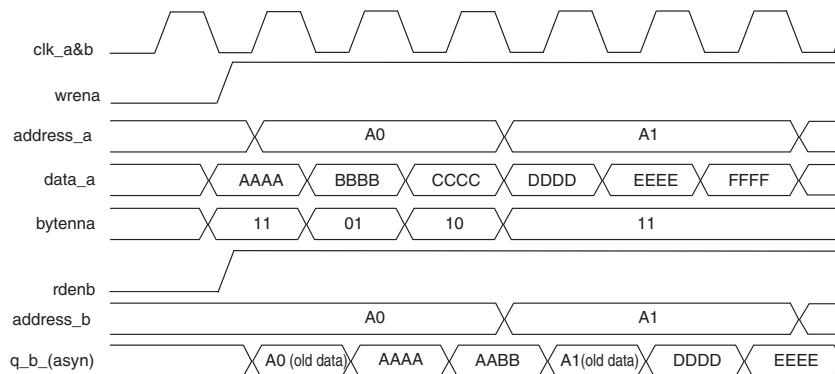 clk_a&b
wrena
address_a A0 A1
data_a AAAA BBBB CCCC DDDD EEEE FFFF
bytenna 11 01 10 11
rdenb
address_b A0 A1
q_b_(asyn) A0 (old data) AAAA AABB A1(old data) DDDD EEEE